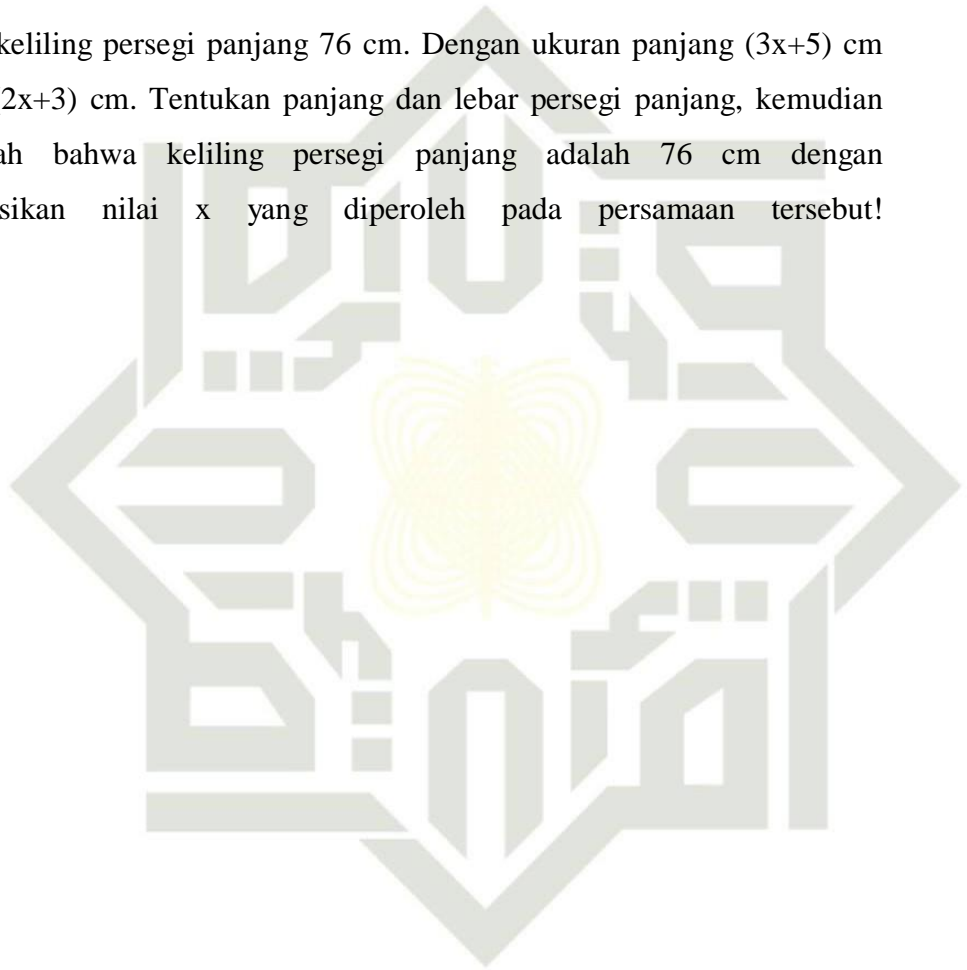 keliling persegi panjang 76 cm. Dengan ukuran panjang (3x+5) cm
2x+3) cm. Tentukan panjang dan lebar persegi panjang, kemudian
ah bahwa keliling persegi panjang adalah 76 cm dengan
sikan nilai x yang diperoleh pada persamaan tersebut!